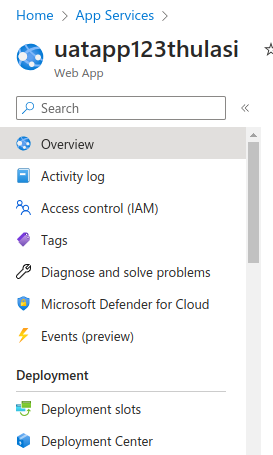 Home > App Services >
uatapp123thulasi
Web App
Search
«
Overview
Activity log
Access control (IAM)
Tags
Diagnose and solve problems
Microsoft Defender for Cloud
Events (preview)
Deployment
Deployment slots
Deployment Center